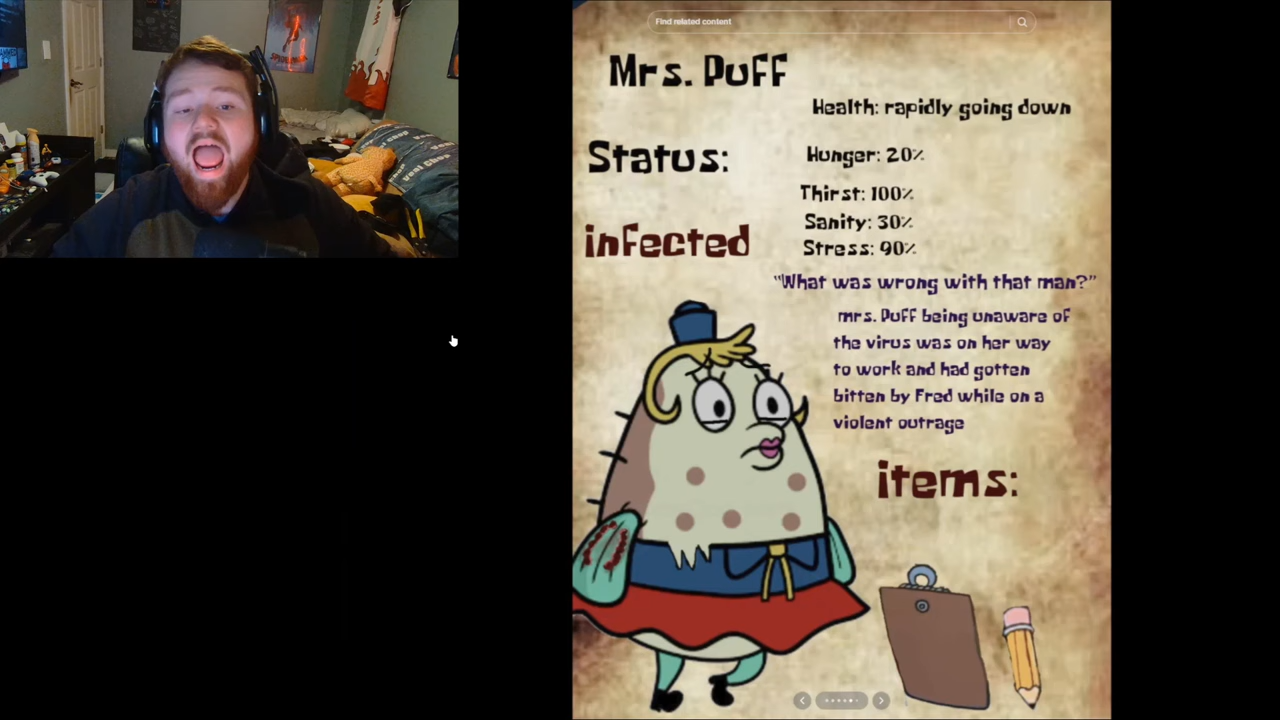 Find related content
Mrs. Puff
Health: rapidly going down
Status:
Hunger: 20%
Thirst: 100%
Sanity: 30%
infected
Stress: 90%
"What was wrong with that man?"
mrs. Puff being unaware of
the virus was on her way
to work and had gotten
bitten by Fred while on a
violent outrage
items: